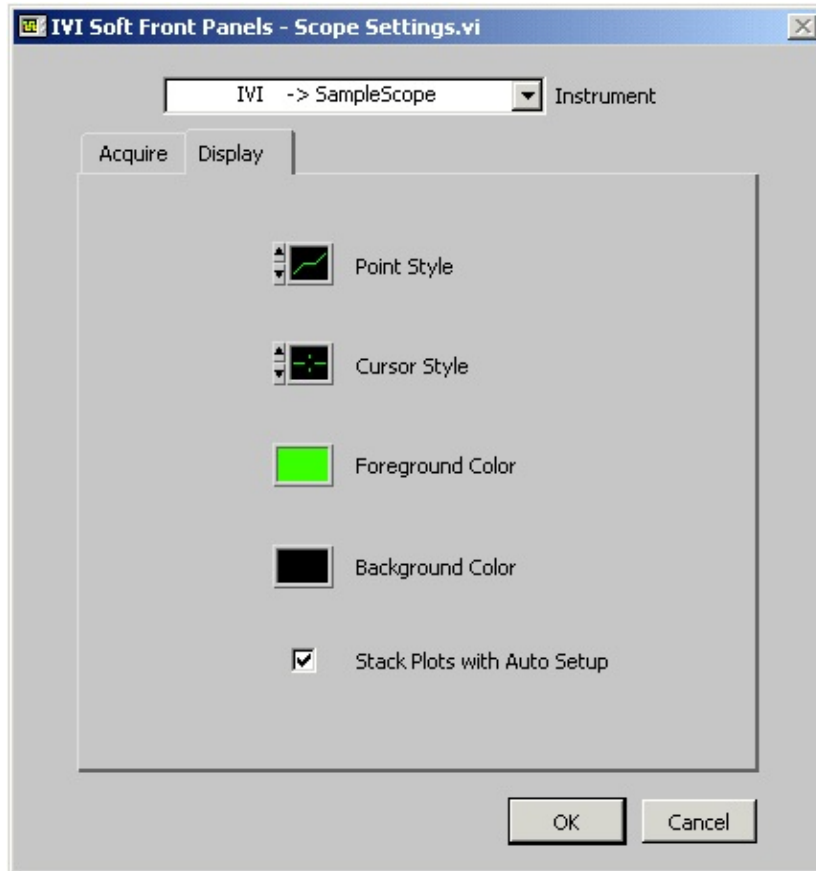 IVI Soft Front Panels - Scope Settings.vi
IVI -> SampleScope
Instrument
Acquire
Display
Point Style
Cursor Style
Foreground Color
Background Color
Stack Plots with Auto Setup
OK
Cancel